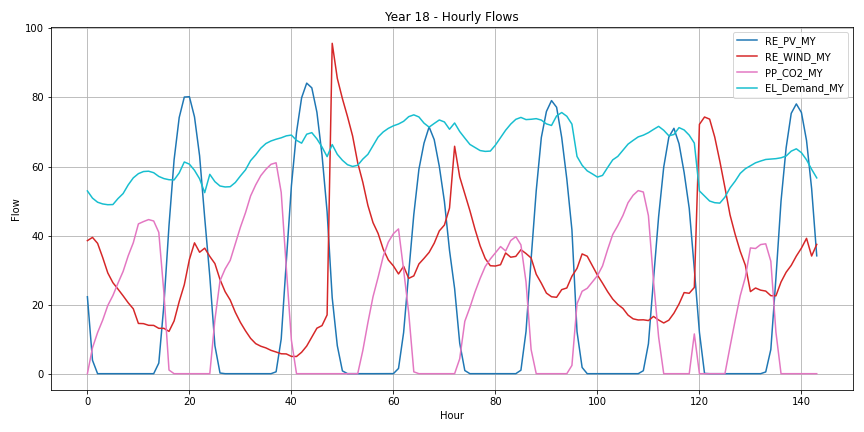 Year 18 - Hourly Flows
RE_PV_MY
RE_WIND_MY
PP_CO2_MY
EL_Demand_MY
Flow
100
80
60
40
20
0
0 20 40 60 80 100 120 140
Hour